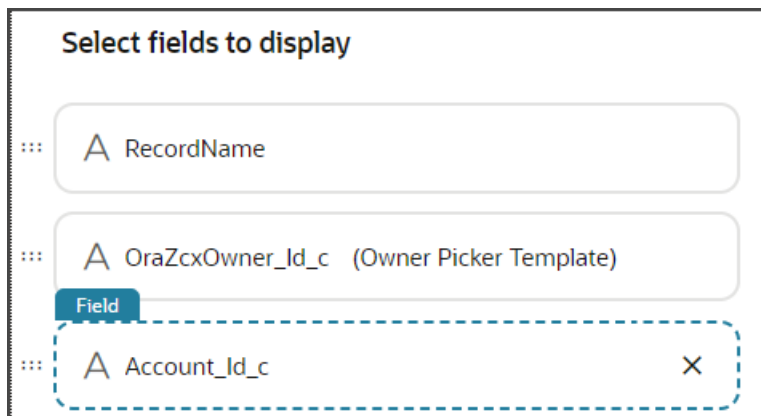 Select fields to display
A RecordName
A OraZcxOwner_Id_c (Owner Picker Template)
Field
A Account_Id_c